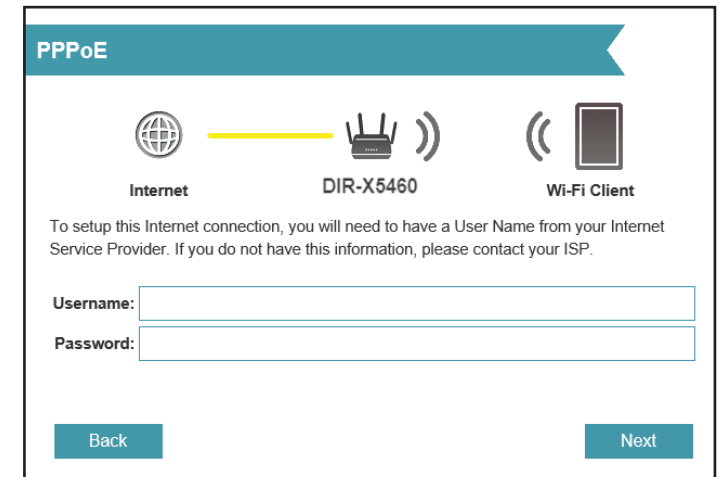 PPPoE
Internet
DIR-X5460
Wi-Fi Client
To setup this Internet connection, you will need to have a User Name from your Internet
Service Provider. If you do not have this information, please contact your ISP.
Username:
Password:
Back
Next